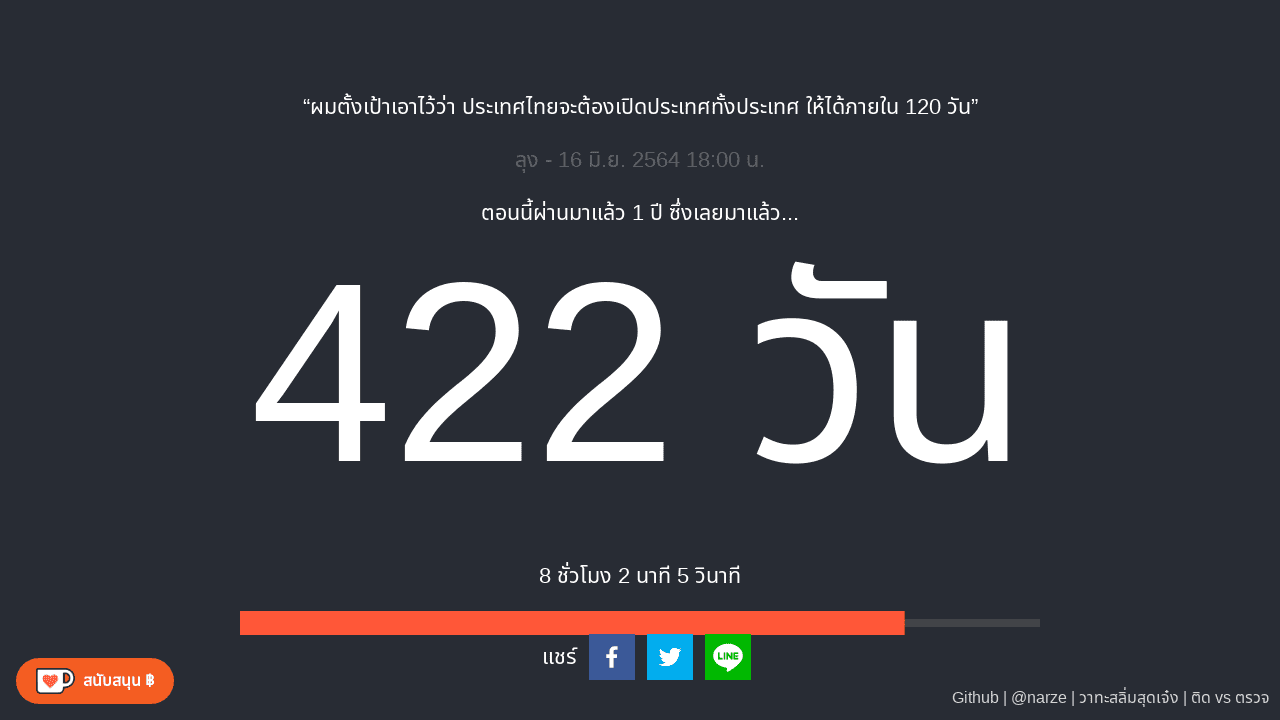 “ผมตั้งเป้าเอาไว้ว่า ประเทศไทยจะต้องเปิดประเทศทั้งประเทศ ให้ได้ภายใน 120 วัน”
ลุง - 16 มิ.ย. 2564 18:00 น.
ตอนนี้ผ่านมาแล้ว 1 ปี ซึ่งเลยมาแล้ว...
422 วัน
8 ชั่วโมง 2 นาที 5 วินาที
แชร์
LINE
สนับสนุน ฿
Github | @narze | วาทะสลิ่มสุดเจ๋ง | ติด vs ตรวจ